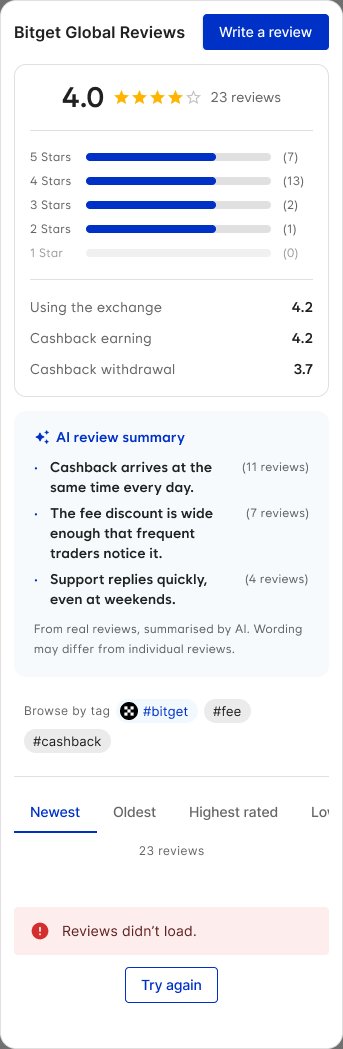 Bitget Global Reviews
Write a review
4.0
23 reviews
5 Stars (7)
4 Stars (13)
3 Stars (2)
2 Stars (1)
1 Star (0)
Using the exchange 4.2
Cashback earning 4.2
Cashback withdrawal 3.7
AI review summary
· Cashback arrives at the (11 reviews)
same time every day.
· The fee discount is wide (7 reviews)
enough that frequent
traders notice it.
· Support replies quickly, (4 reviews)
even at weekends.
From real reviews, summarised by AI. Wording
may differ from individual reviews.
Browse by tag #bitget #fee
#cashback
Newest Oldest Highest rated
23 reviews
Reviews didn’t load.
Try again